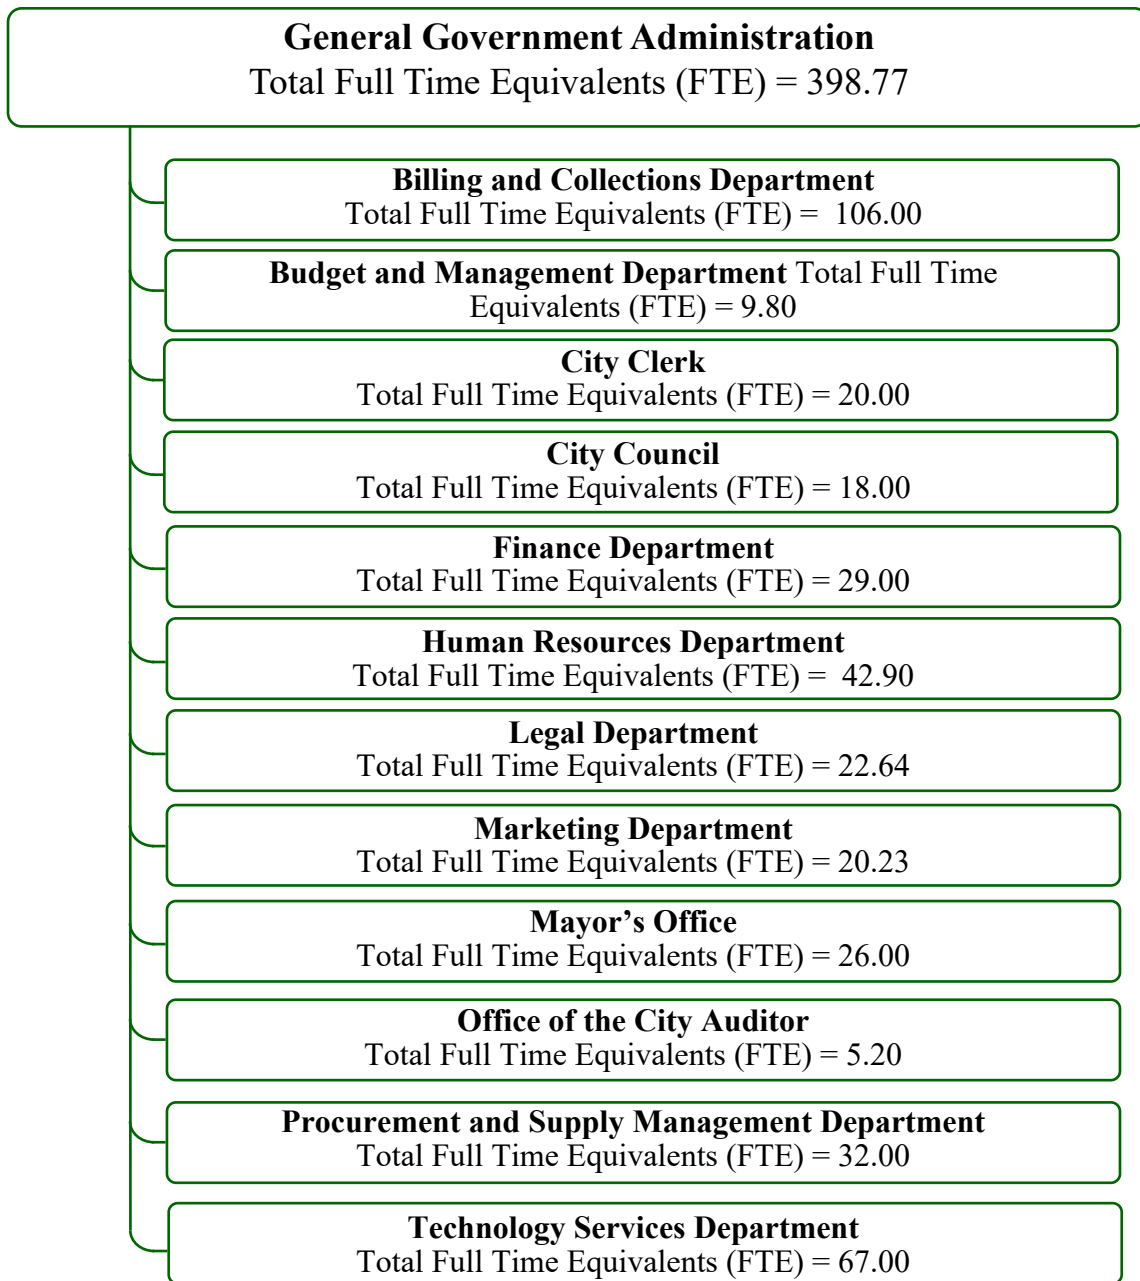 General Government Administration
Total Full Time Equivalents (FTE) = 398.77
Billing and Collections Department
Total Full Time Equivalents (FTE) = 106.00
Budget and Management Department Total Full Time
Equivalents (FTE) = 9.80
City Clerk
Total Full Time Equivalents (FTE) = 20.00
City Council
Total Full Time Equivalents (FTE) = 18.00
Finance Department
Total Full Time Equivalents (FTE) = 29.00
Human Resources Department
Total Full Time Equivalents (FTE) = 42.90
Legal Department
Total Full Time Equivalents (FTE) = 22.64
Marketing Department
Total Full Time Equivalents (FTE) = 20.23
Mayor’s Office
Total Full Time Equivalents (FTE) = 26.00
Office of the City Auditor
Total Full Time Equivalents (FTE) = 5.20
Procurement and Supply Management Department
Total Full Time Equivalents (FTE) = 32.00
Technology Services Department
Total Full Time Equivalents (FTE) = 67.00